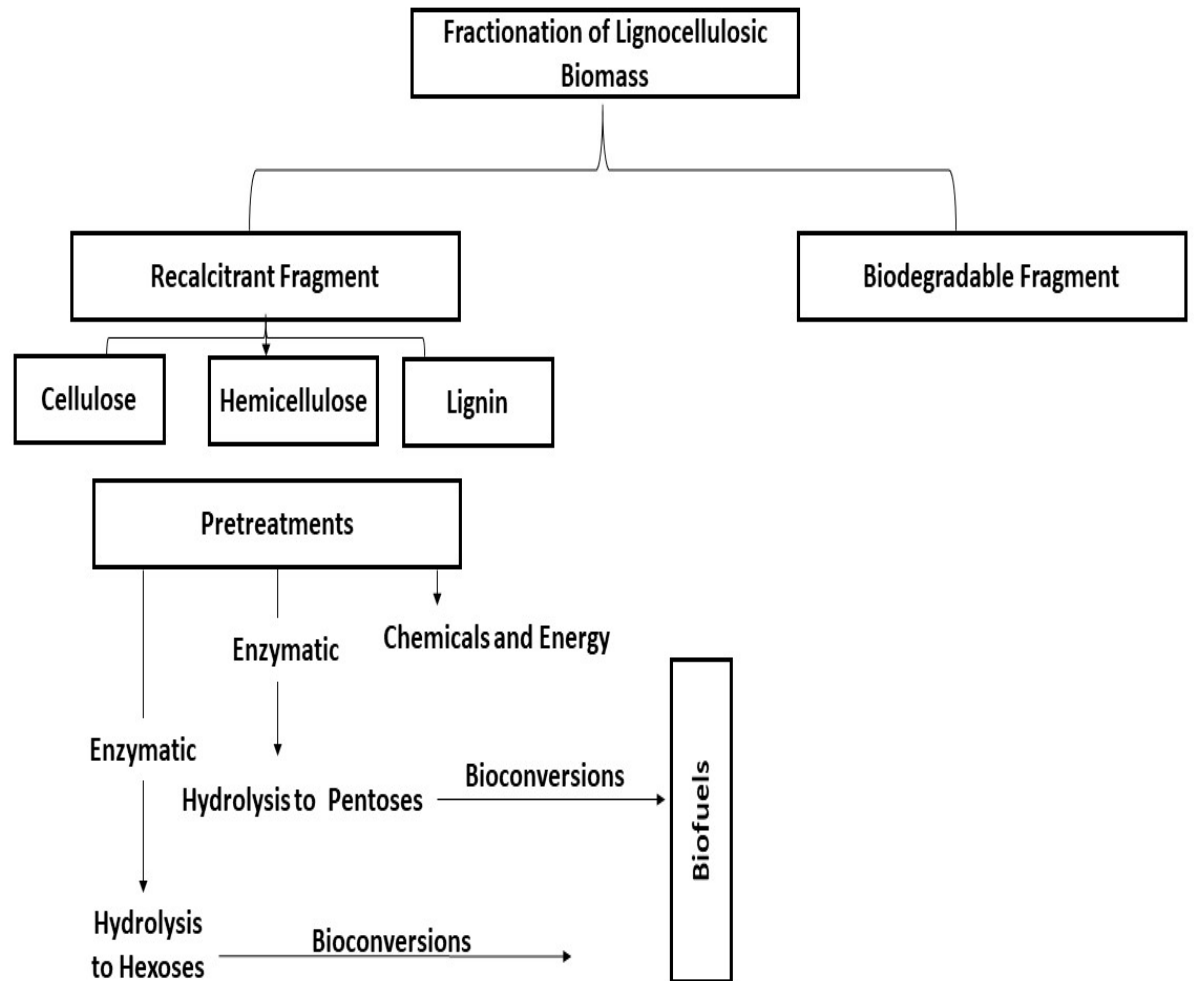 Fractionation of Lignocellulosic
Biomass
Recalcitrant Fragment
Biodegradable Fragment
Cellulose
Hemicellulose
Lignin
Pretreatments
Enzymatic
Chemicals and Energy
Enzymatic
Hydrolysis to Pentoses
Bioconversions
Biofuels
Hydrolysis
to Hexoses
Bioconversions